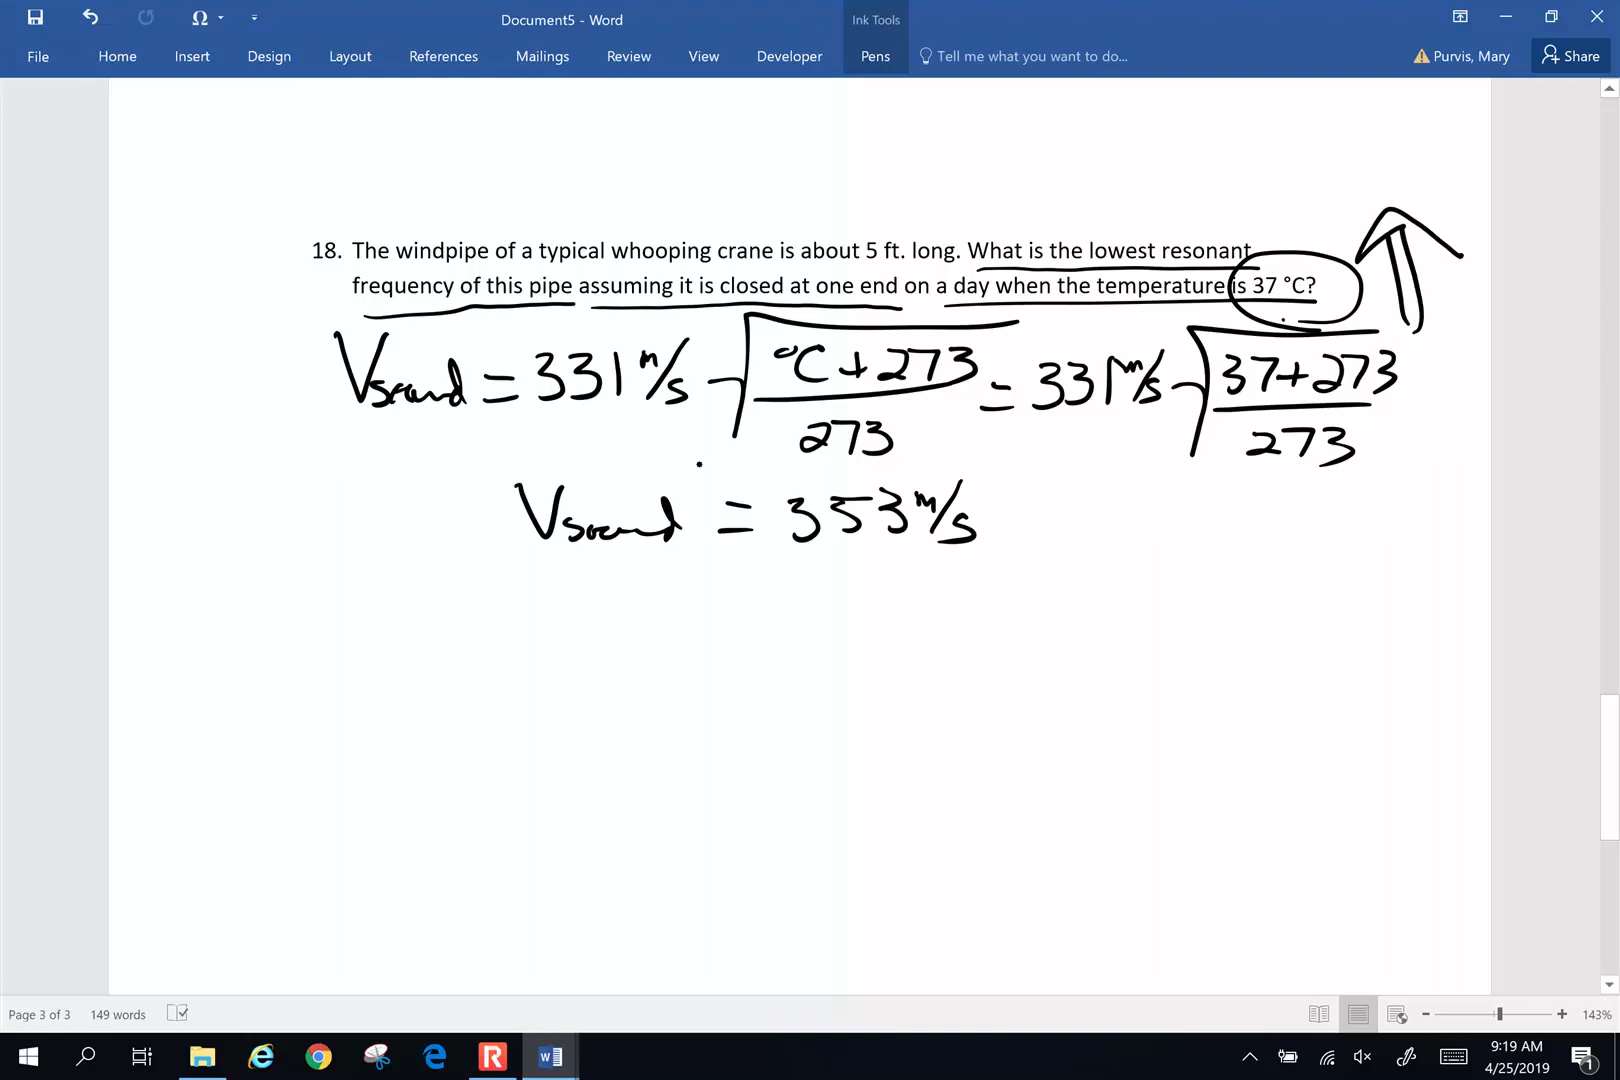 Document5 - Word
Ink Tools
File Home Insert Design Layout References Mailings Review View Developer Pens Tell me what you want to do... Purvis, Mary Share
18. The windpipe of a typical whooping crane is about 5 ft. long. What is the lowest resonant
frequency of this pipe assuming it is closed at one end on a day when the temperature is 37 °C?
Vsound = 331 m/s √((°C + 273)/273) = 331 m/s √((37 + 273)/273)
Vsound = 353 m/s
Page 3 of 3 149 words 143%
9:19 AM
4/25/2019